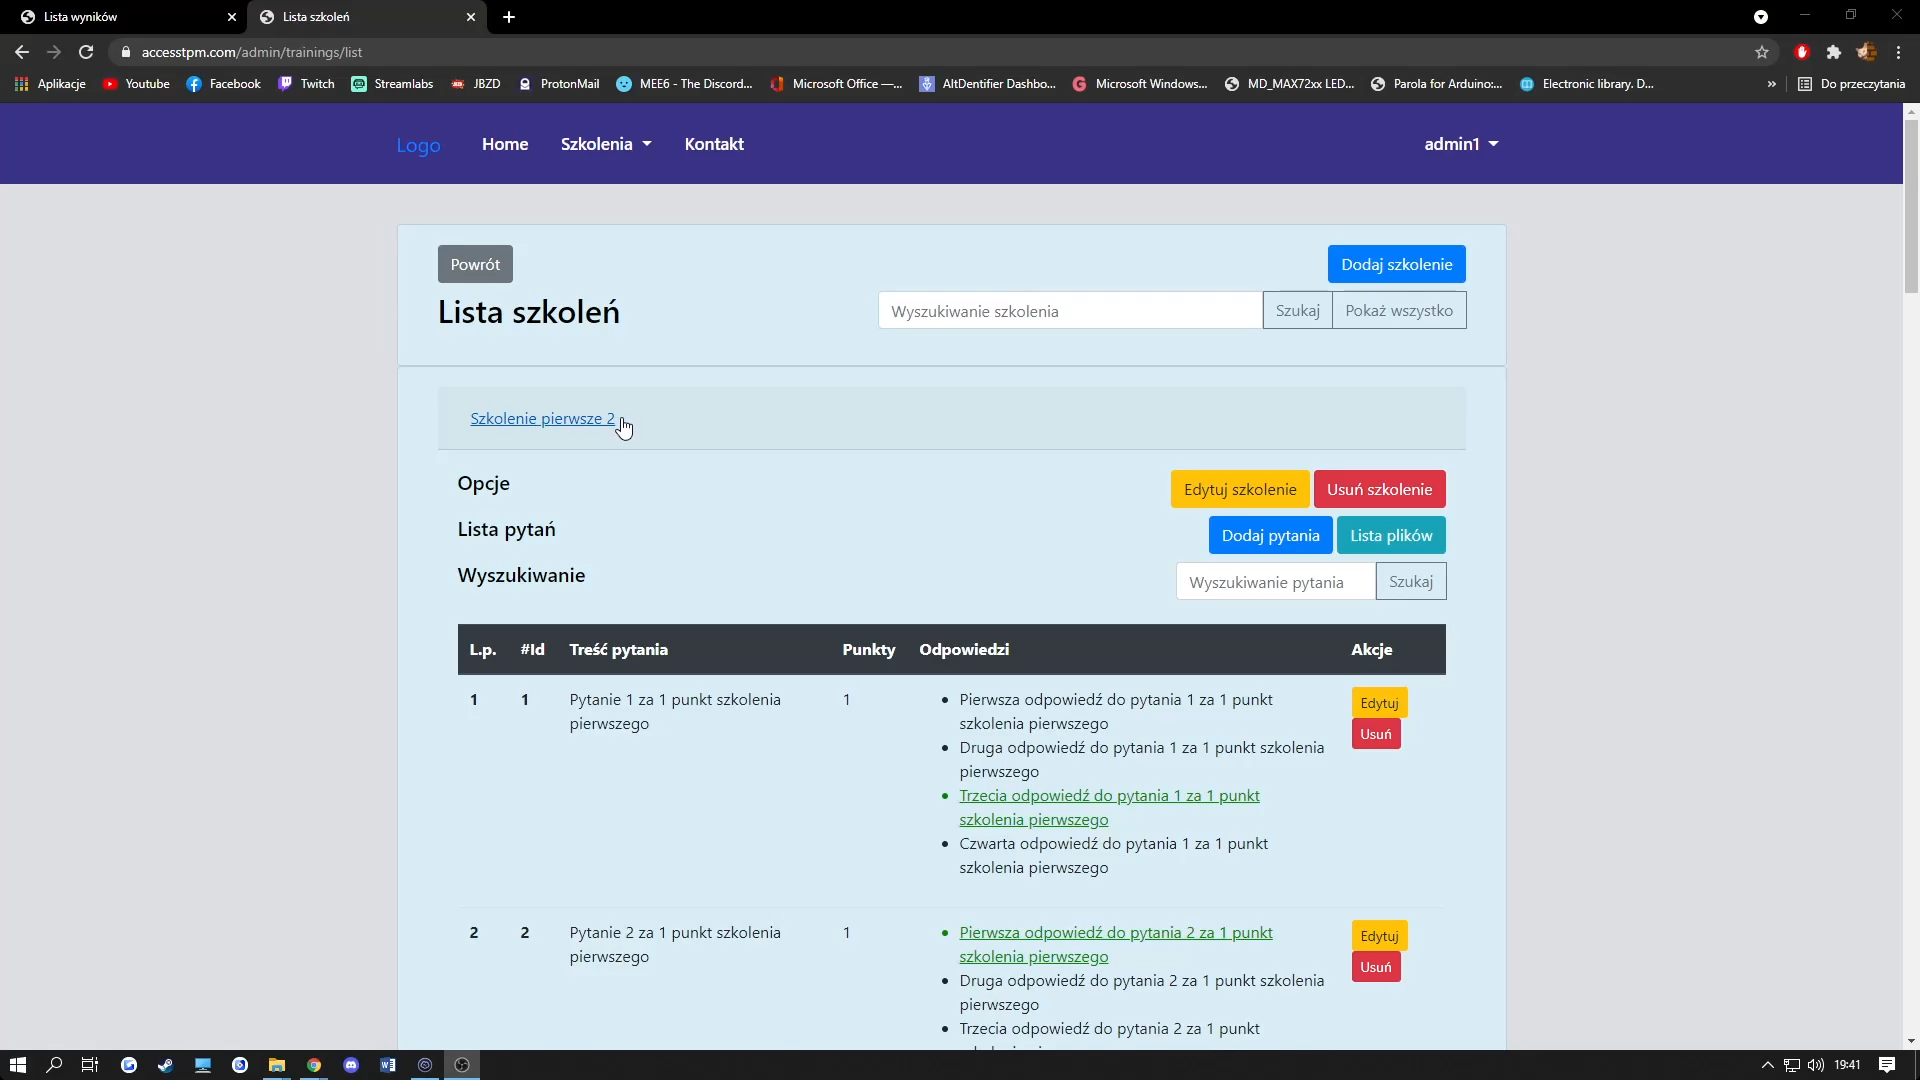 Lista wyników
Lista szkoleń
accesstpm.com/admin/trainings/list
Aplikacje
Youtube
Facebook
Twitch
Streamlabs
JBZD
ProtonMail
MEE6 - The Discord...
Microsoft Office —...
AltDentifier Dashbo...
Microsoft Windows...
MD_MAX72xx LED...
Parola for Arduino:...
Electronic library. D...
»
Do przeczytania
Logo
Home
Szkolenia
Kontakt
admin1
Powrót
Dodaj szkolenie
Lista szkoleń
Wyszukiwanie szkolenia
Szukaj
Pokaż wszystko
Szkolenie pierwsze 2
Opcje
Edytuj szkolenie
Usuń szkolenie
Lista pytań
Dodaj pytania
Lista plików
Wyszukiwanie
Wyszukiwanie pytania
Szukaj
L.p. #Id Treść pytania Punkty Odpowiedzi Akcje
1 1 Pytanie 1 za 1 punkt szkolenia
pierwszego
1
Pierwsza odpowiedź do pytania 1 za 1 punkt
szkolenia pierwszego
Druga odpowiedź do pytania 1 za 1 punkt szkolenia
pierwszego
Trzecia odpowiedź do pytania 1 za 1 punkt
szkolenia pierwszego
Czwarta odpowiedź do pytania 1 za 1 punkt
szkolenia pierwszego
Edytuj
Usuń
2 2 Pytanie 2 za 1 punkt szkolenia
pierwszego
1
Pierwsza odpowiedź do pytania 2 za 1 punkt
szkolenia pierwszego
Druga odpowiedź do pytania 2 za 1 punkt szkolenia
pierwszego
Trzecia odpowiedź do pytania 2 za 1 punkt
Edytuj
Usuń
19:41